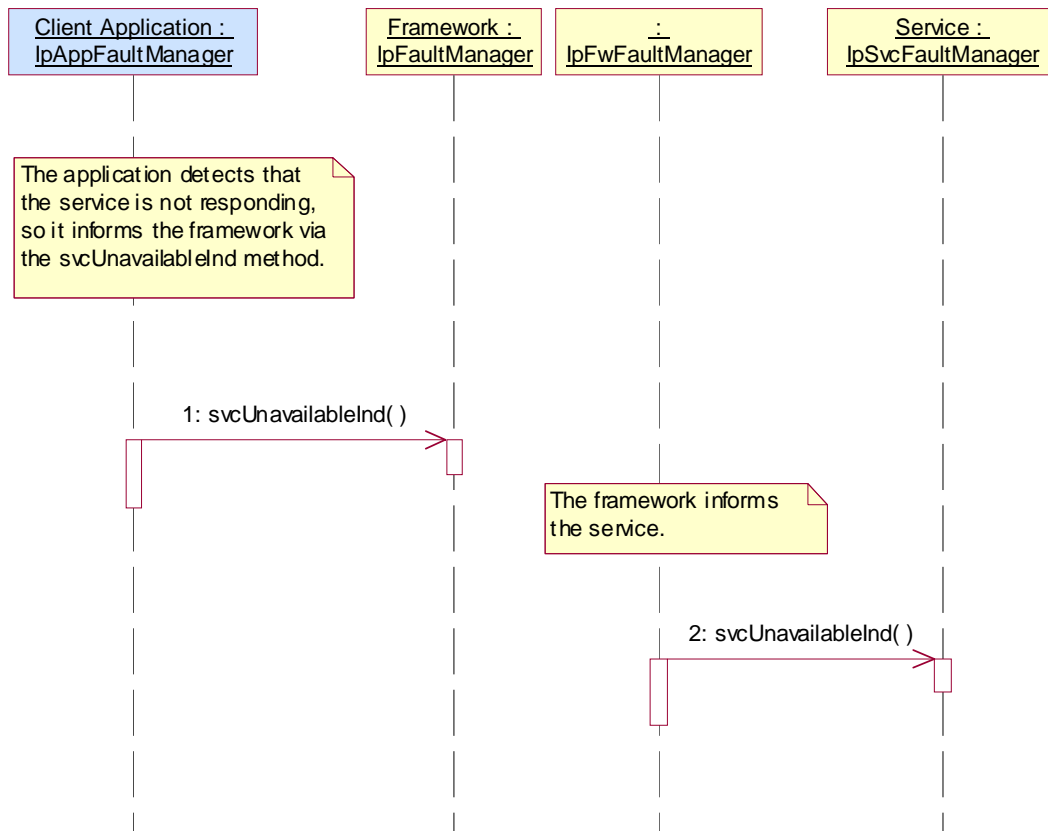 Client Application :
IpAppFaultManager
Framework :
IpFaultManager
:
IpFwFaultManager
Service :
IpSvcFaultManager
The application detects that
the service is not responding,
so it informs the framework via
the svcUnavailableInd method.
1: svcUnavailableInd( )
The framework informs
the service.
2: svcUnavailableInd( )